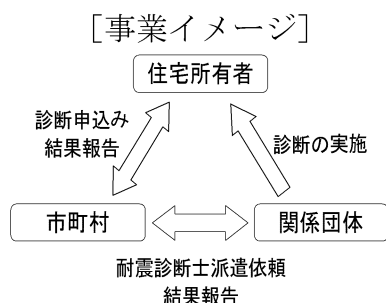 ［事業イメージ］
住宅所有者
診断申込み
結果報告
診断の実施
市町村
関係団体
耐震診断士派遣依頼
結果報告